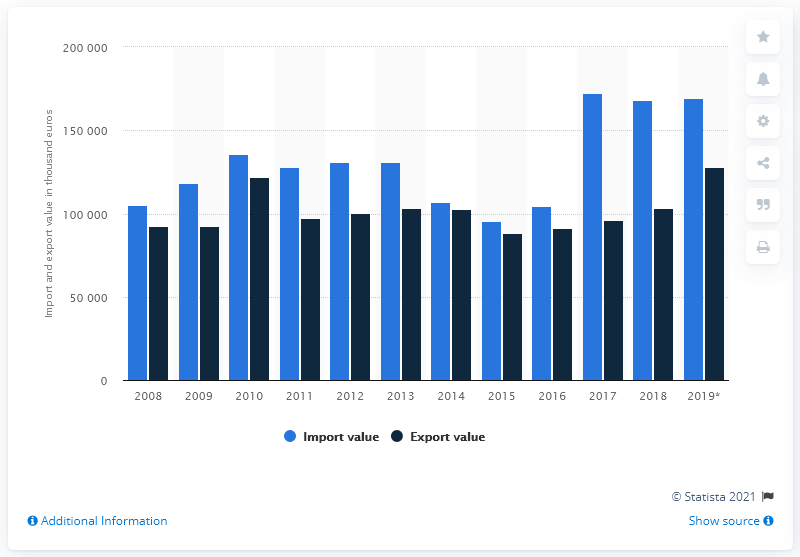 200 000
150 000
100 000
50 000
0
Import and export value in thousand euros
2008 2009 2010 2011 2012 2013 2014 2015 2016 2017 2018 2019*
Import value Export value
© Statista 2021
Additional Information Show source